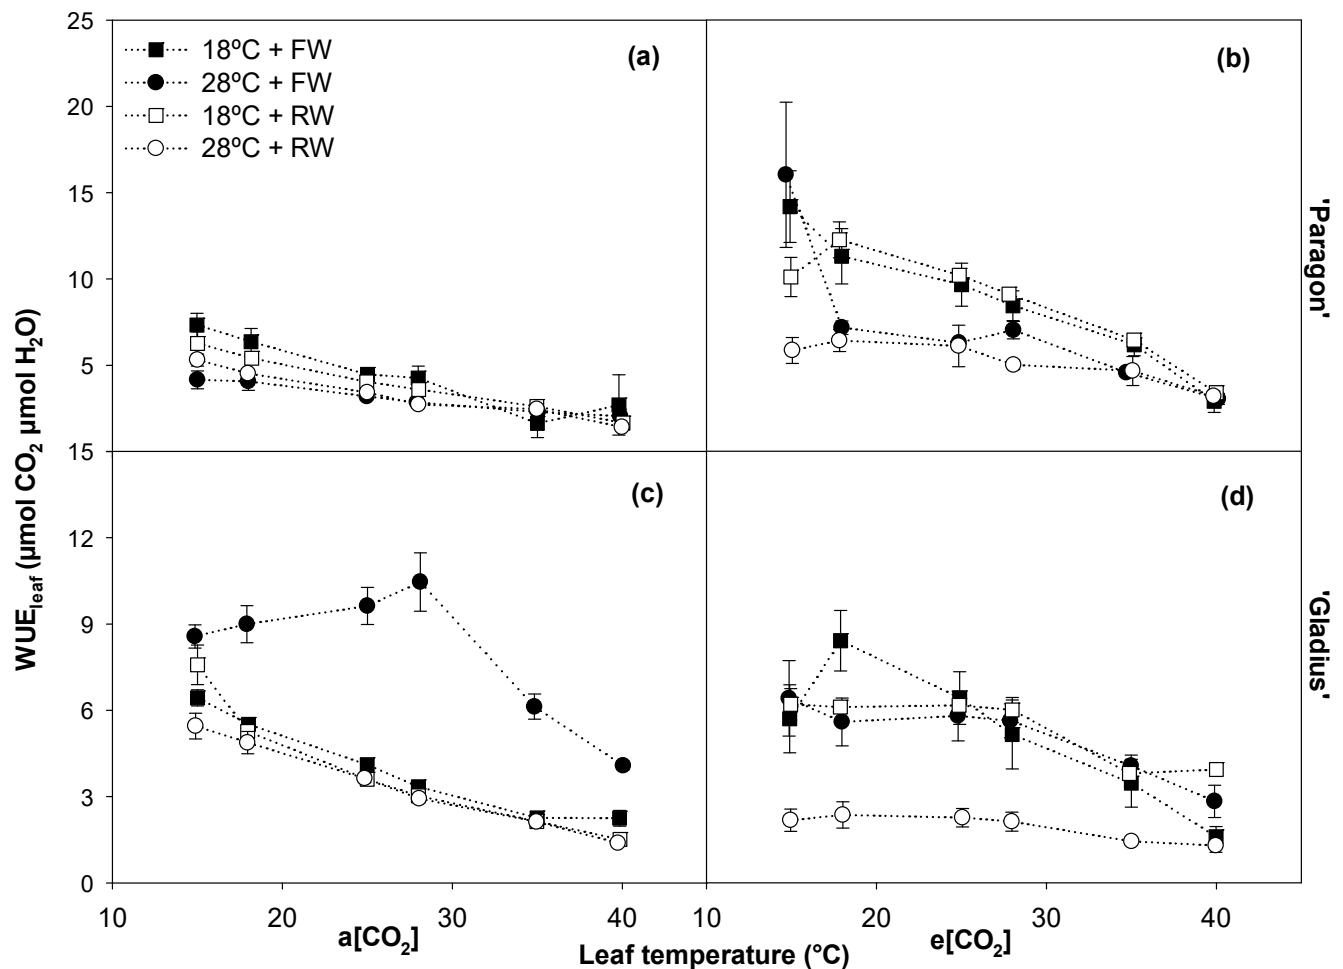 25
20
15
10
5
15
12
9
6
3
0
18ºC + FW
28ºC + FW
18ºC + RW
28ºC + RW
(a)
(b)
(c)
(d)
'Paragon'
'Gladius'
WUEleaf (µmol CO2 µmol H2O)
10 20 30 40
10 20 30 40
a[CO2]
Leaf temperature (°C)
e[CO2]